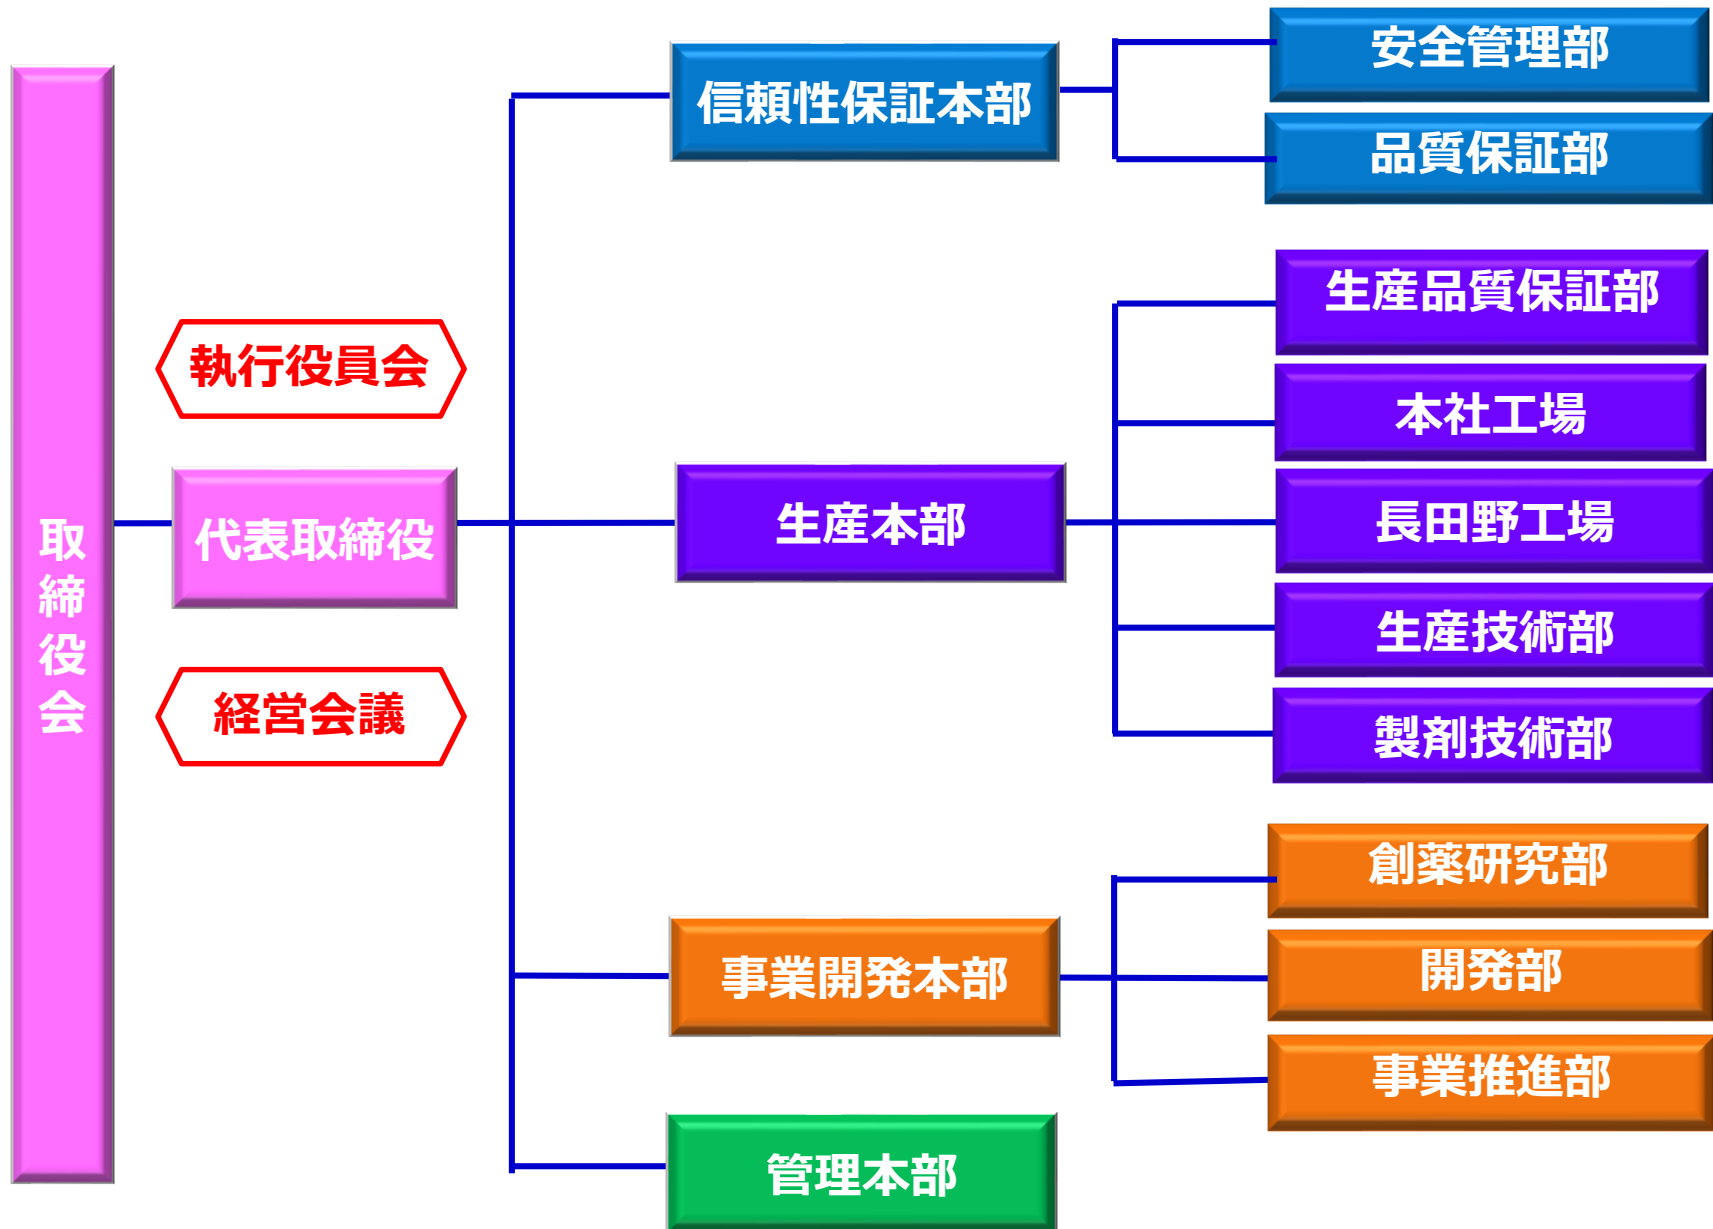 取締役会
執行役員会
代表取締役
経営会議
信頼性保証本部
安全管理部
品質保証部
生産本部
生産品質保証部
本社工場
長田野工場
生産技術部
製剤技術部
事業開発本部
創薬研究部
開発部
事業推進部
管理本部